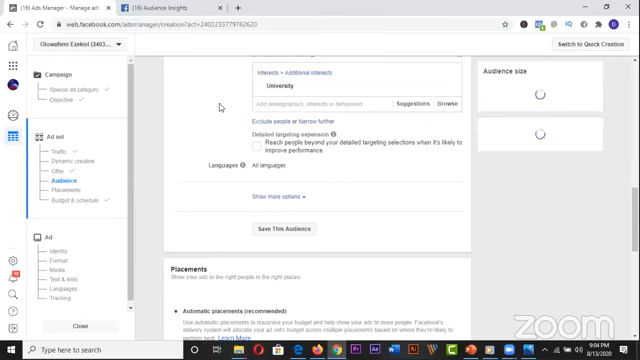 (16) Ads Manager - Manage ads
(16) Audience Insights
web.facebook.com/adsmanager/creation?act=2403233779762620
Oluwafemi Ezekiel (2403...
Switch to Quick Creation
Campaign
Special ad category
Objective
Ad set
Traffic
Dynamic creative
Offer
Audience
Placements
Budget & schedule
Ad
Identity
Format
Media
Text & links
Languages
Tracking
Close
Interests > Additional interests
University
Add demographics, interests or behaviours
Suggestions
Browse
Exclude people or Narrow further
Detailed targeting expansion
Reach people beyond your detailed targeting selections when it's likely to
improve performance
Languages
All languages
Show more options
Save This Audience
Placements
Show your ads to the right people in the right places.
Automatic placements (recommended)
Use automatic placements to maximise your budget and help show your ads to more people. Facebook's
delivery system will allocate your ad set's budget across multiple placements based on where they're likely to
perform best. Learn More
Audience size
zoom
Type here to search
9:04 PM
8/13/2020